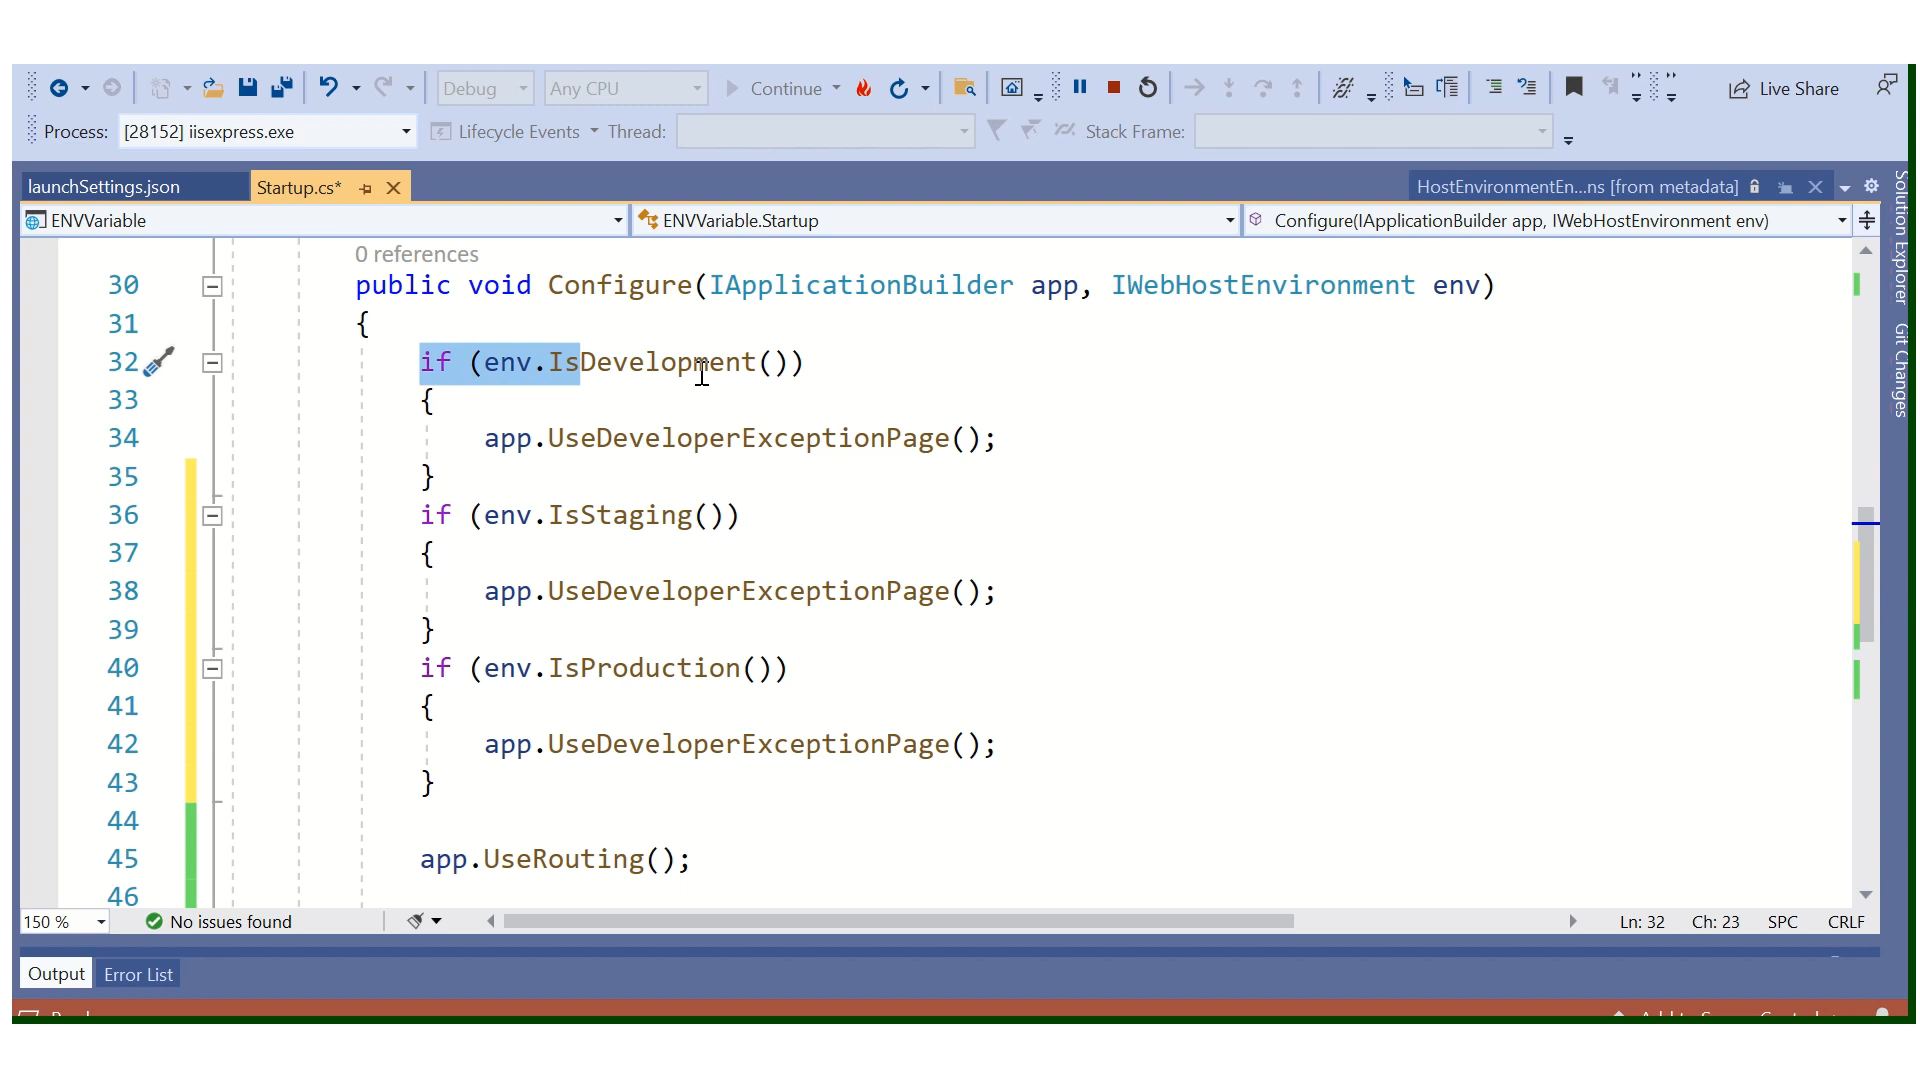 Debug Any CPU Continue Live Share
Process: [28152] iisexpress.exe Lifecycle Events Thread: Stack Frame:
launchSettings.json Startup.cs* HostEnvironmentEn...ns [from metadata]
ENVVariable ENVVariable.Startup Configure(IApplicationBuilder app, IWebHostEnvironment env)
Solution Explorer
Git Changes
0 references
30 public void Configure(IApplicationBuilder app, IWebHostEnvironment env)
31 {
32 if (env.IsDevelopment())
33 {
34 app.UseDeveloperExceptionPage();
35 }
36 if (env.IsStaging())
37 {
38 app.UseDeveloperExceptionPage();
39 }
40 if (env.IsProduction())
41 {
42 app.UseDeveloperExceptionPage();
43 }
44
45 app.UseRouting();
46
150 % No issues found Ln: 32 Ch: 23 SPC CRLF
Output Error List